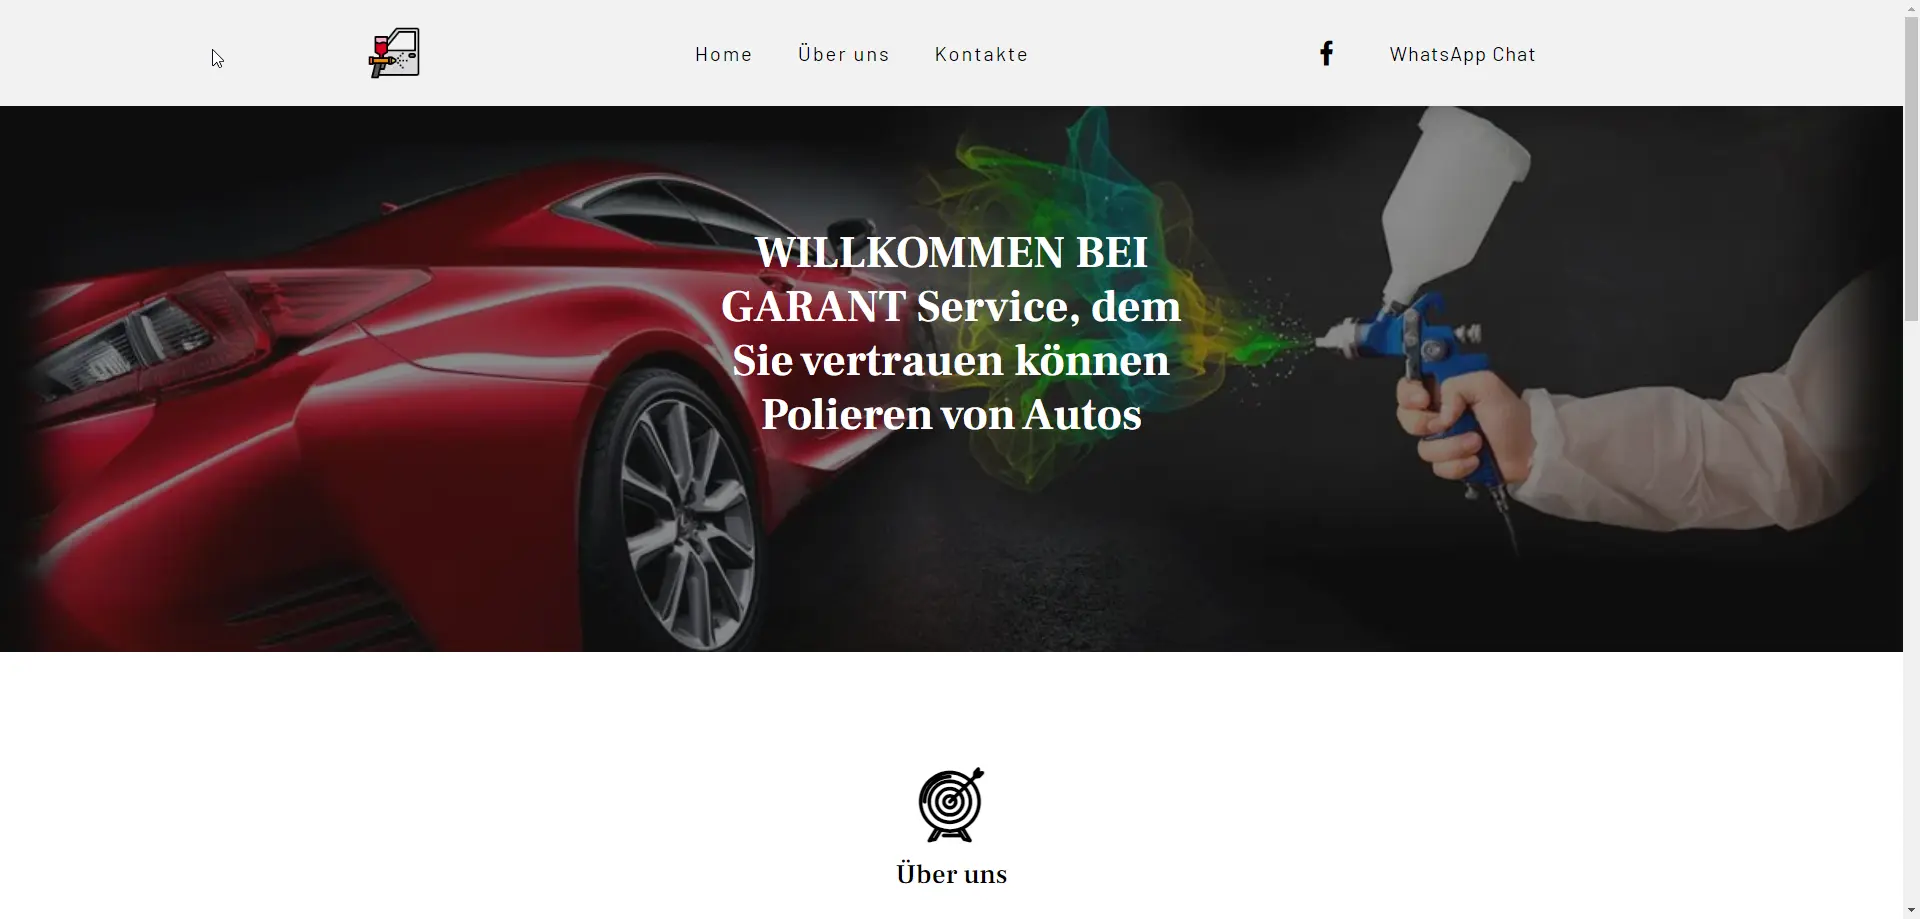 Home
Über uns
Kontakte
WhatsApp Chat
WILLKOMMEN BEI
GARANT Service, dem
Sie vertrauen können
Polieren von Autos
Über uns